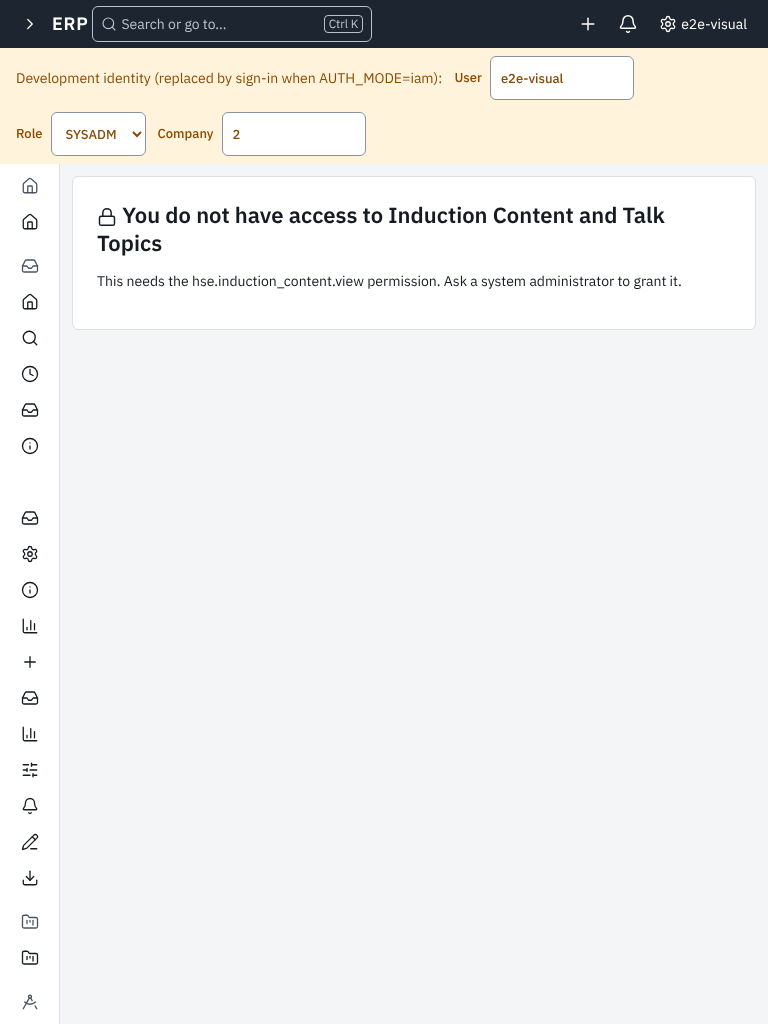 ERP
Search or go to...
Ctrl K
e2e-visual
Development identity (replaced by sign-in when AUTH_MODE=iam):
User
e2e-visual
Role
SYSADM
Company
2
You do not have access to Induction Content and Talk
Topics
This needs the hse.induction_content.view permission. Ask a system administrator to grant it.